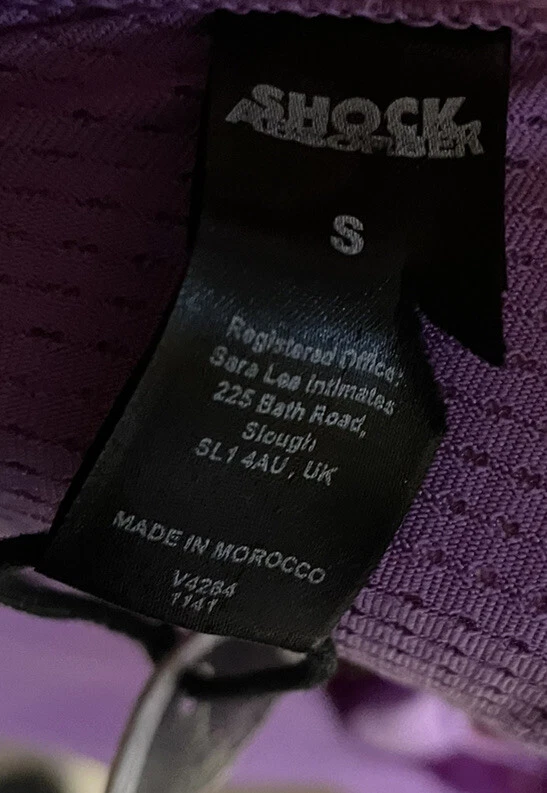 SHOCK
ABSORBER
S
Registered Office:
Sara Lee Intimates
225 Bath Road,
Slough
SL1 4AU, UK
MADE IN MOROCCO
V4284
1141